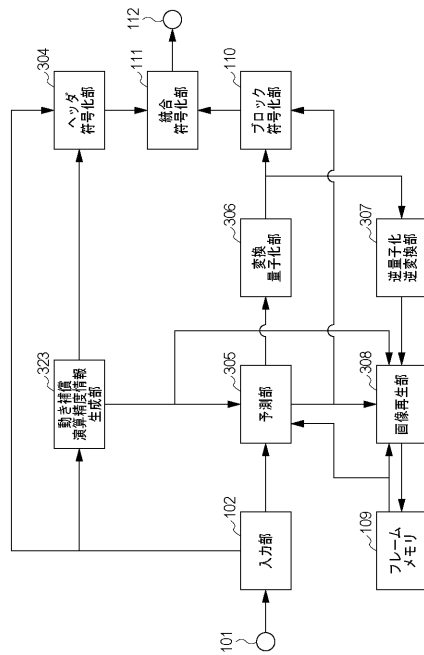 101
102
入力部
323
動き補償
演算精度情報
生成部
304
ヘッダ
符号化部
111
統合
符号化部
112
305
予測部
306
変換
量子化部
110
ブロック
符号化部
109
フレーム
メモリ
308
画像再生部
307
逆量子化
逆変換部